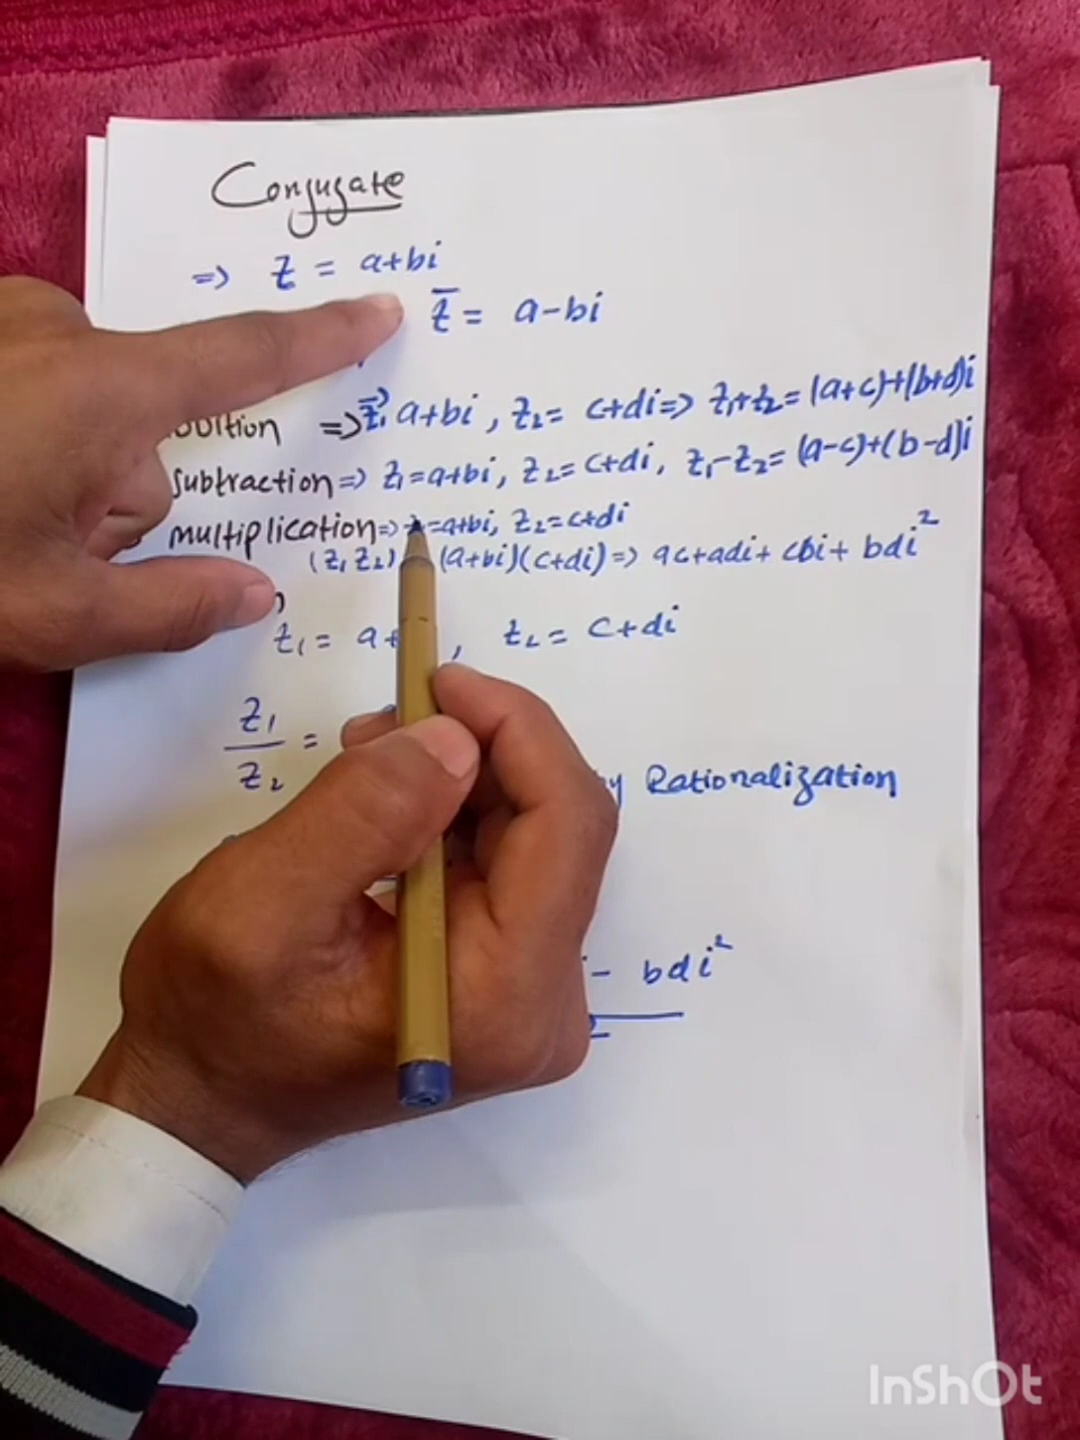 Conjugate
=> z = a+bi
z̅ = a-bi
=> z₁ a+bi, z₂ = c+di => z₁+z₂ = (a+c)+(b+d)i
subtraction => z₁=a+bi, z₂=c+di, z₁-z₂=(a-c)+(b-d)i
multiplication => =a+bi, z₂=c+di
(z₁ z₂) (a+bi)(c+di) => ac+adi+cbi+bdi²
z₁ = a+ , z₂ = c+di
z₁/z₂ =
Rationalization
- bdi²
InShOt